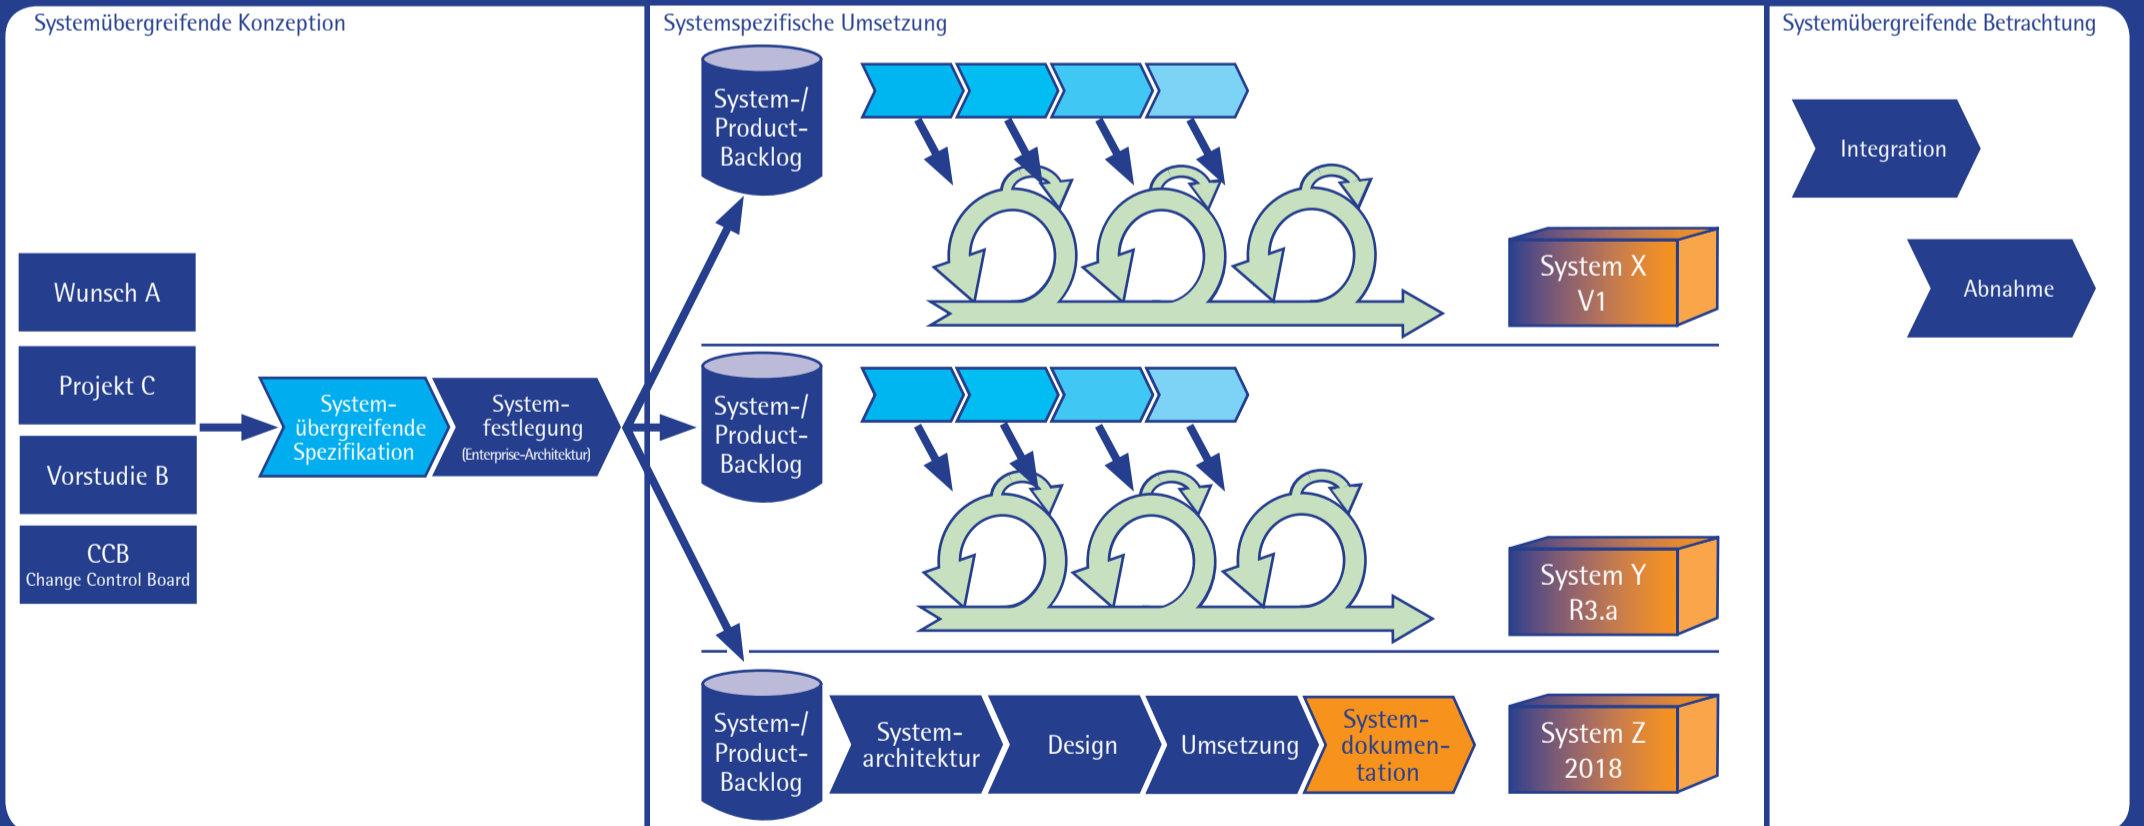 Systemübergreifende Konzeption
Wunsch A
Projekt C
Vorstudie B
CCB
Change Control Board
System-
übergreifende
Spezifikation
System-
festlegung
(Enterprise-Architektur)
Systemspezifische Umsetzung
System-/
Product-
Backlog
System X
V1
System-/
Product-
Backlog
System Y
R3.a
System-/
Product-
Backlog
System-
architektur
Design
Umsetzung
System-
dokumen-
tation
System Z
2018
Systemübergreifende Betrachtung
Integration
Abnahme